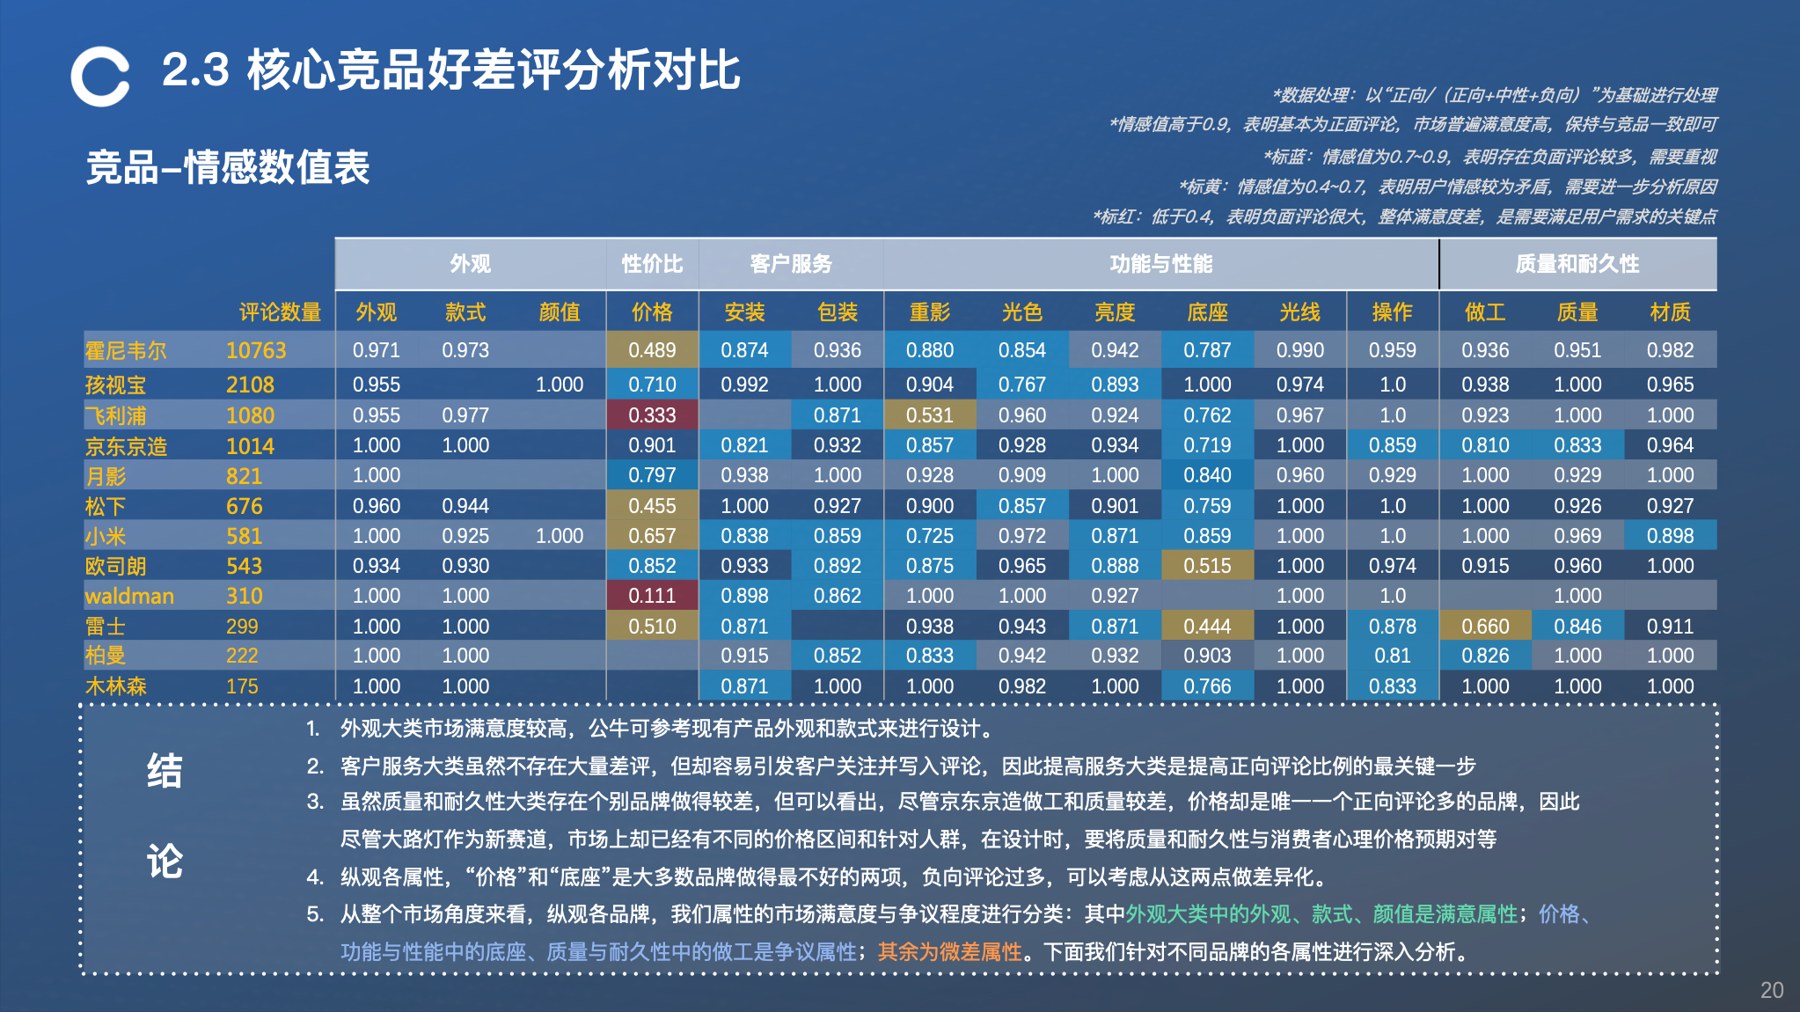 2.3 核心竞品好差评分析对比
*数据处理：以“正向/（正向+中性+负向）”为基础进行处理
*情感值高于0.9，表明基本为正面评论，市场普遍满意度高，保持与竞品一致即可
*标蓝：情感值为0.7~0.9，表明存在负面评论较多，需要重视
*标黄：情感值为0.4~0.7，表明用户情感较为矛盾，需要进一步分析原因
*标红：低于0.4，表明负面评论很大，整体满意度差，是需要满足用户需求的关键点
竞品–情感数值表
外观 性价比 客户服务 功能与性能 质量和耐久性
评论数量 外观 款式 颜值 价格 安装 包装 重影 光色 亮度 底座 光线 操作 做工 质量 材质
霍尼韦尔 10763 0.971 0.973 0.489 0.874 0.936 0.880 0.854 0.942 0.787 0.990 0.959 0.936 0.951 0.982
孩视宝 2108 0.955 1.000 0.710 0.992 1.000 0.904 0.767 0.893 1.000 0.974 1.0 0.938 1.000 0.965
飞利浦 1080 0.955 0.977 0.333 0.871 0.531 0.960 0.924 0.762 0.967 1.0 0.923 1.000 1.000
京东京造 1014 1.000 1.000 0.901 0.821 0.932 0.857 0.928 0.934 0.719 1.000 0.859 0.810 0.833 0.964
月影 821 1.000 0.797 0.938 1.000 0.928 0.909 1.000 0.840 0.960 0.929 1.000 0.929 1.000
松下 676 0.960 0.944 0.455 1.000 0.927 0.900 0.857 0.901 0.759 1.000 1.0 1.000 0.926 0.927
小米 581 1.000 0.925 1.000 0.657 0.838 0.859 0.725 0.972 0.871 0.859 1.000 1.0 1.000 0.969 0.898
欧司朗 543 0.934 0.930 0.852 0.933 0.892 0.875 0.965 0.888 0.515 1.000 0.974 0.915 0.960 1.000
waldman 310 1.000 1.000 0.111 0.898 0.862 1.000 1.000 0.927 1.000 1.0 1.000
雷士 299 1.000 1.000 0.510 0.871 0.938 0.943 0.871 0.444 1.000 0.878 0.660 0.846 0.911
柏曼 222 1.000 1.000 0.915 0.852 0.833 0.942 0.932 0.903 1.000 0.81 0.826 1.000 1.000
木林森 175 1.000 1.000 0.871 1.000 1.000 0.982 1.000 0.766 1.000 0.833 1.000 1.000 1.000
结
论
1. 外观大类市场满意度较高，公牛可参考现有产品外观和款式来进行设计。
2. 客户服务大类虽然不存在大量差评，但却容易引发客户关注并写入评论，因此提高服务大类是提高正向评论比例的最关键一步
3. 虽然质量和耐久性大类存在个别品牌做得较差，但可以看出，尽管京东京造做工和质量较差，价格却是唯一一个正向评论多的品牌，因此
尽管大路灯作为新赛道，市场上却已经有不同的价格区间和针对人群，在设计时，要将质量和耐久性与消费者心理价格预期对等
4. 纵观各属性，“价格”和“底座”是大多数品牌做得最不好的两项，负向评论过多，可以考虑从这两点做差异化。
5. 从整个市场角度来看，纵观各品牌，我们属性的市场满意度与争议程度进行分类：其中外观大类中的外观、款式、颜值是满意属性；价格、
功能与性能中的底座、质量与耐久性中的做工是争议属性；其余为微差属性。下面我们针对不同品牌的各属性进行深入分析。
20